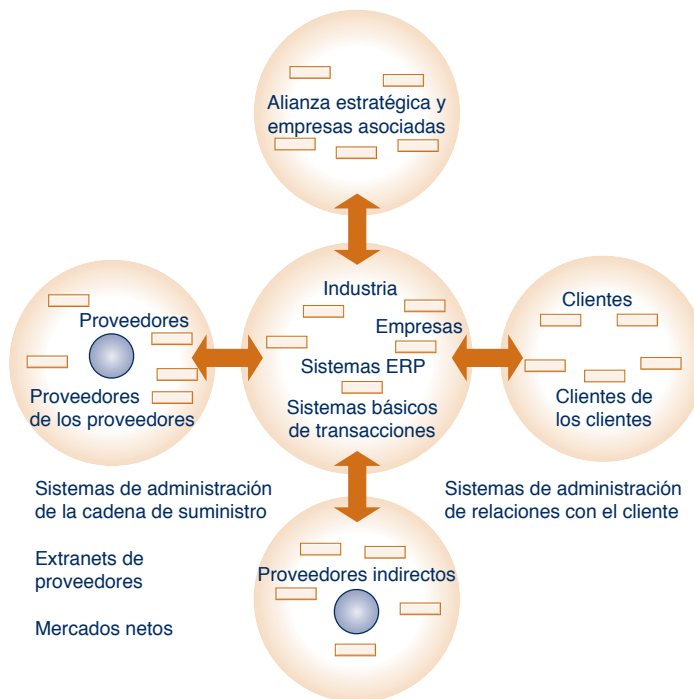 Alianza estratégica y
empresas asociadas
Industria
Empresas
Sistemas ERP
Sistemas básicos
de transacciones
Proveedores
Proveedores
de los proveedores
Clientes
Clientes de
los clientes
Sistemas de administración
de la cadena de suministro
Extranets de
proveedores
Mercados netos
Sistemas de administración
de relaciones con el cliente
Proveedores indirectos